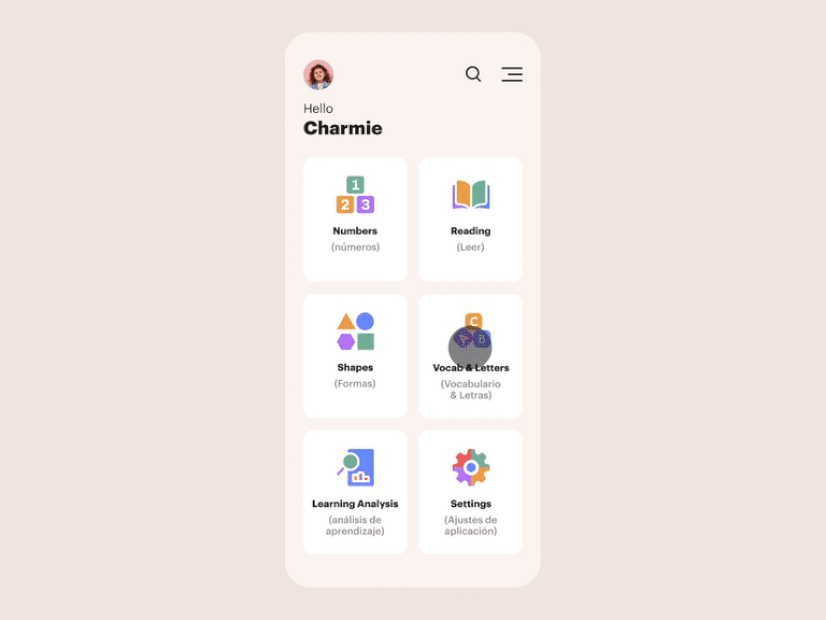 Hello
Charmie
1
2 3
Numbers
(números)
Reading
(Leer)
Shapes
(Formas)
C
B
Vocab & Letters
(Vocabulario
& Letras)
Learning Analysis
(análisis de
aprendizaje)
Settings
(Ajustes de
aplicación)